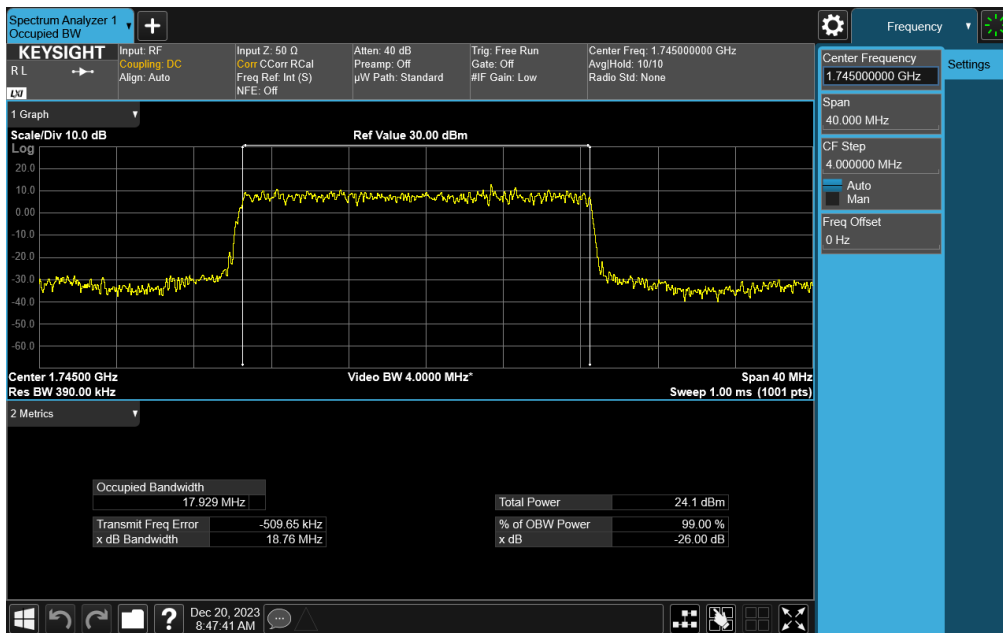 Spectrum Analyzer 1
Occupied BW
+
Frequency
KEYSIGHT
R L
LXI
Input: RF
Coupling: DC
Align: Auto
Input Z: 50 Ω
Corr CCorr RCal
Freq Ref: Int (S)
NFE: Off
Atten: 40 dB
Preamp: Off
µW Path: Standard
Trig: Free Run
Gate: Off
#IF Gain: Low
Center Freq: 1.745000000 GHz
Avg|Hold: 10/10
Radio Std: None
Center Frequency
1.745000000 GHz
Settings
Span
40.000 MHz
CF Step
4.000000 MHz
Auto
Man
Freq Offset
0 Hz
1 Graph
Scale/Div 10.0 dB
Ref Value 30.00 dBm
Log
20.0
10.0
0.00
-10.0
-20.0
-30.0
-40.0
-50.0
-60.0
Center 1.74500 GHz
Video BW 4.0000 MHz*
Span 40 MHz
Res BW 390.00 kHz
Sweep 1.00 ms (1001 pts)
2 Metrics
Occupied Bandwidth
17.929 MHz
Total Power 24.1 dBm
Transmit Freq Error -509.65 kHz
% of OBW Power 99.00 %
x dB Bandwidth 18.76 MHz
x dB -26.00 dB
?
Dec 20, 2023
8:47:41 AM